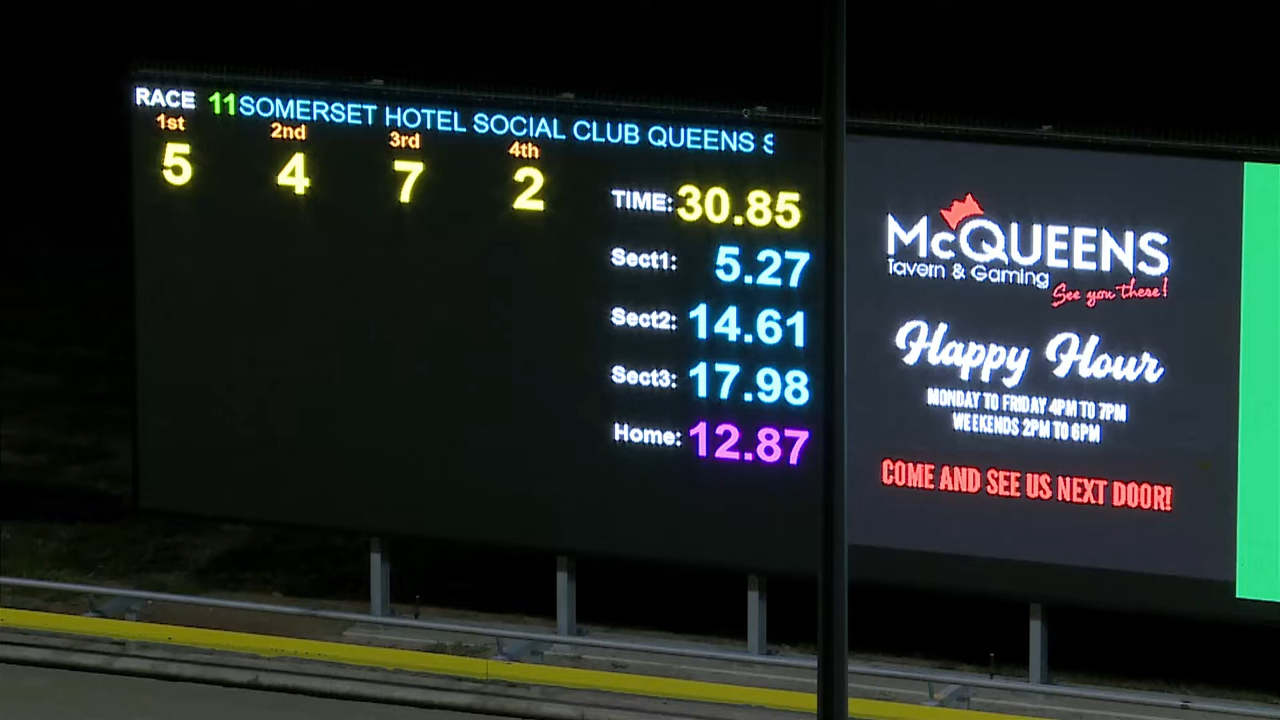 RACE 11 SOMERSET HOTEL SOCIAL CLUB QUEENS S
1st 2nd 3rd 4th
5 4 7 2
TIME: 30.85
Sect1: 5.27
Sect2: 14.61
Sect3: 17.98
Home: 12.87
McQUEENS
Tavern & Gaming
See you there!
Happy Hour
MONDAY TO FRIDAY 4PM TO 7PM
WEEKENDS 2PM TO 6PM
COME AND SEE US NEXT DOOR!